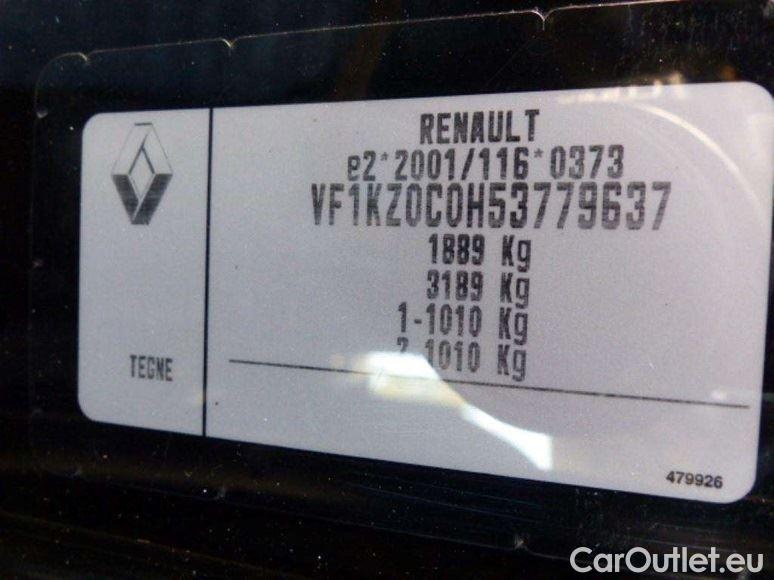 RENAULT
e2*2001/116*0373
VF1KZ0C0H53779637
1889 Kg
3189 Kg
1-1010 Kg
2-1010 Kg
TEGNE
479926
CarOutlet.eu